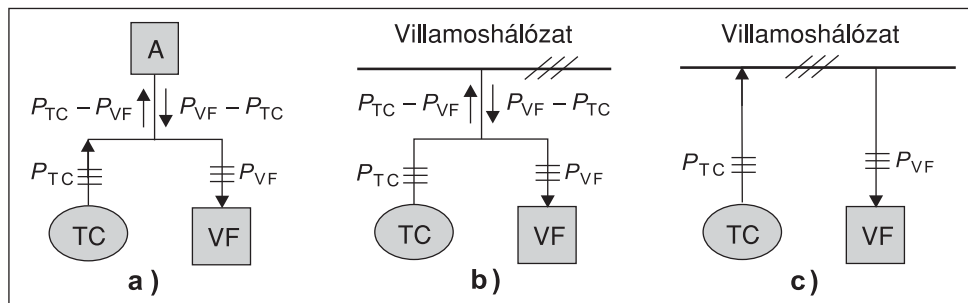 A
P_TC – P_VF
P_VF – P_TC
P_TC
P_VF
TC
VF
a )
Villamoshálózat
P_TC – P_VF
P_VF – P_TC
P_TC
P_VF
TC
VF
b )
Villamoshálózat
P_TC
P_VF
TC
VF
c )